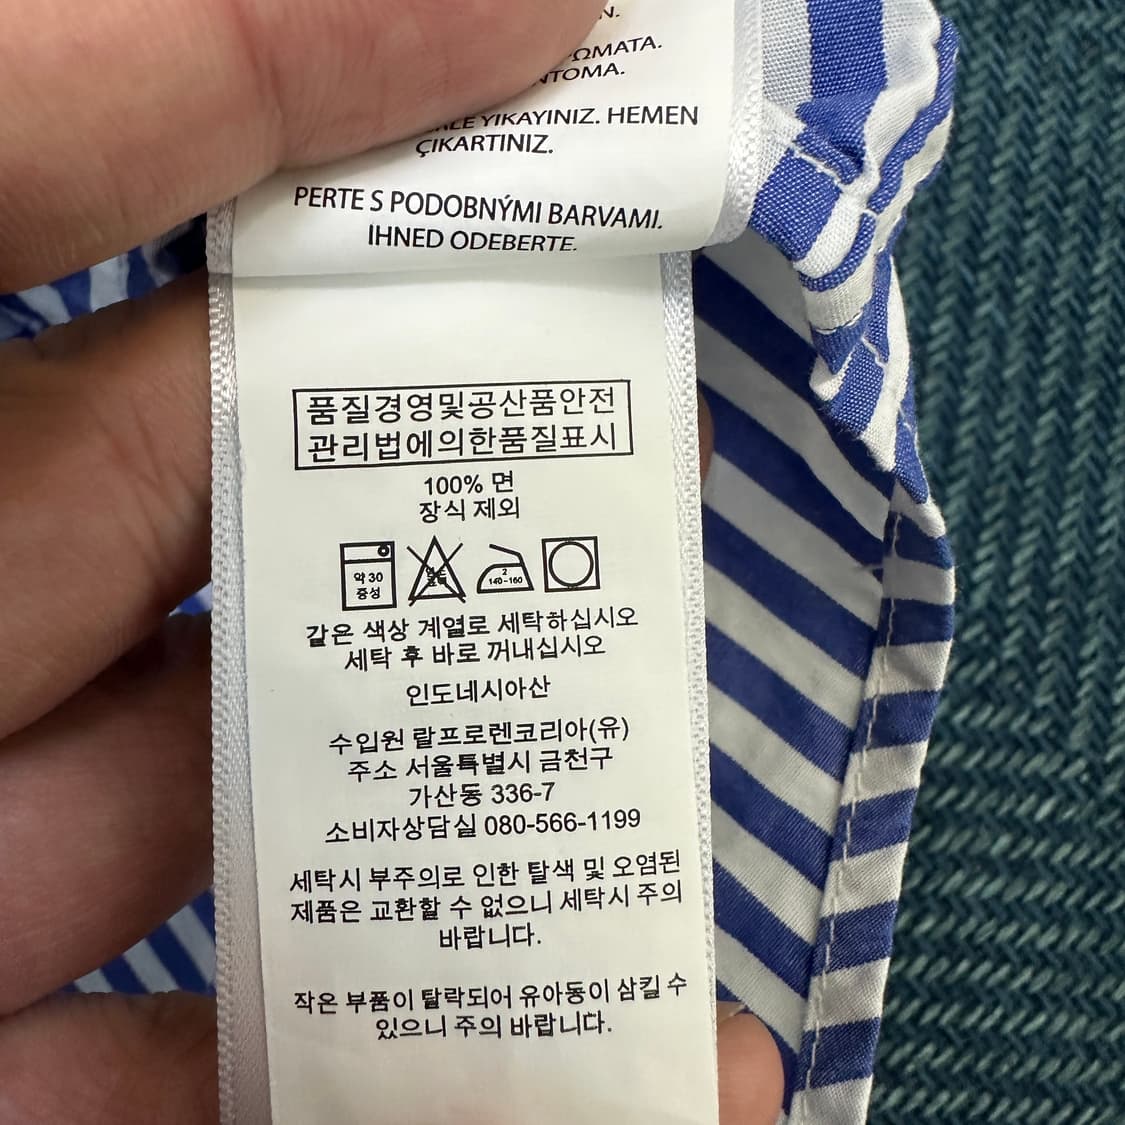 N.
ΡΩΜΑΤΑ.
ΝΤΟΜΑ.
YIKAYINIZ. HEMEN
ÇIKARTINIZ.
PERTE S PODOBNÝMI BARVAMI.
IHNED ODEBERTE.
품질경영및공산품안전
관리법에의한품질표시
100% 면
장식 제외
약 30
중성
2
140-160
같은 색상 계열로 세탁하십시오
세탁 후 바로 꺼내십시오
인도네시아산
수입원 랄프로렌코리아(유)
주소 서울특별시 금천구
가산동 336-7
소비자상담실 080-566-1199
세탁시 부주의로 인한 탈색 및 오염된
제품은 교환할 수 없으니 세탁시 주의
바랍니다.
작은 부품이 탈락되어 유아동이 삼킬 수
있으니 주의 바랍니다.